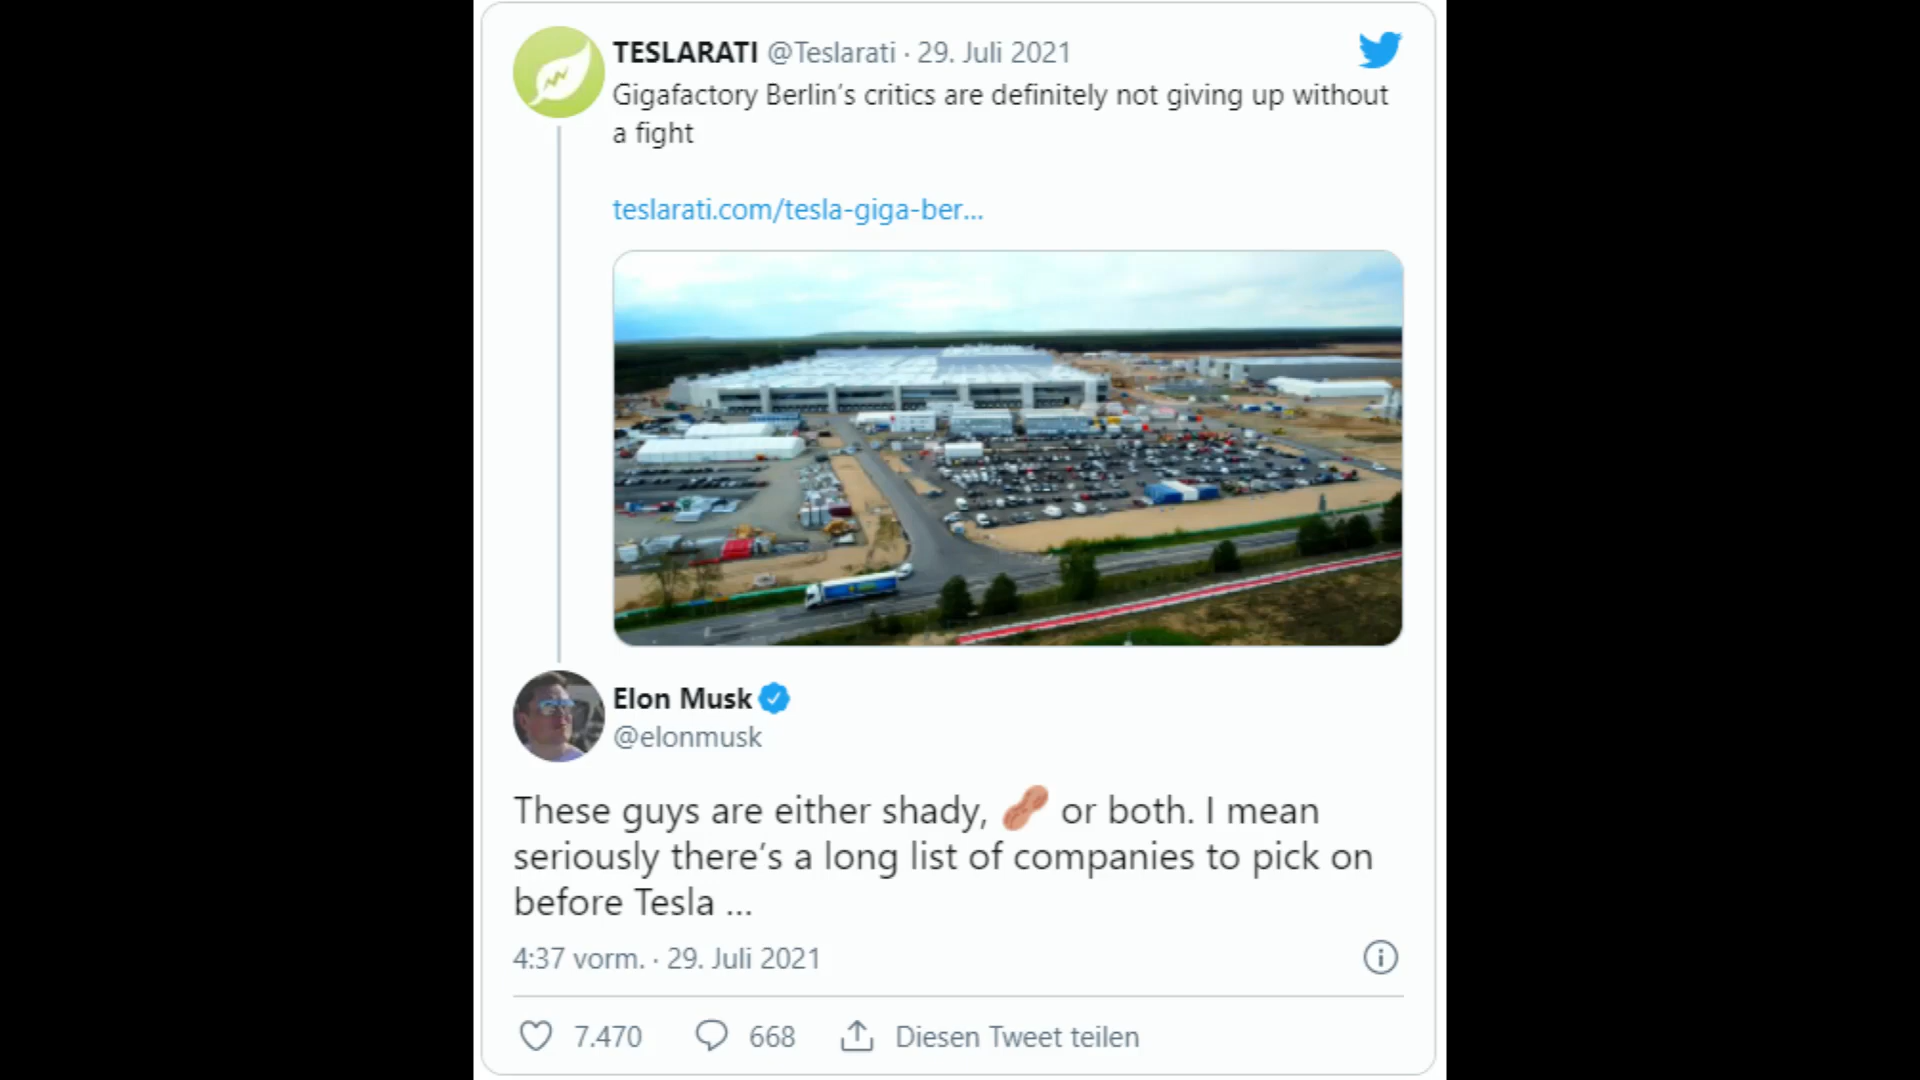 TESLARATI @Teslarati · 29. Juli 2021
Gigafactory Berlin's critics are definitely not giving up without
a fight
teslarati.com/tesla-giga-ber...
Elon Musk
@elonmusk
These guys are either shady, 🥜 or both. I mean
seriously there's a long list of companies to pick on
before Tesla ...
4:37 vorm. · 29. Juli 2021
7.470 668 Diesen Tweet teilen